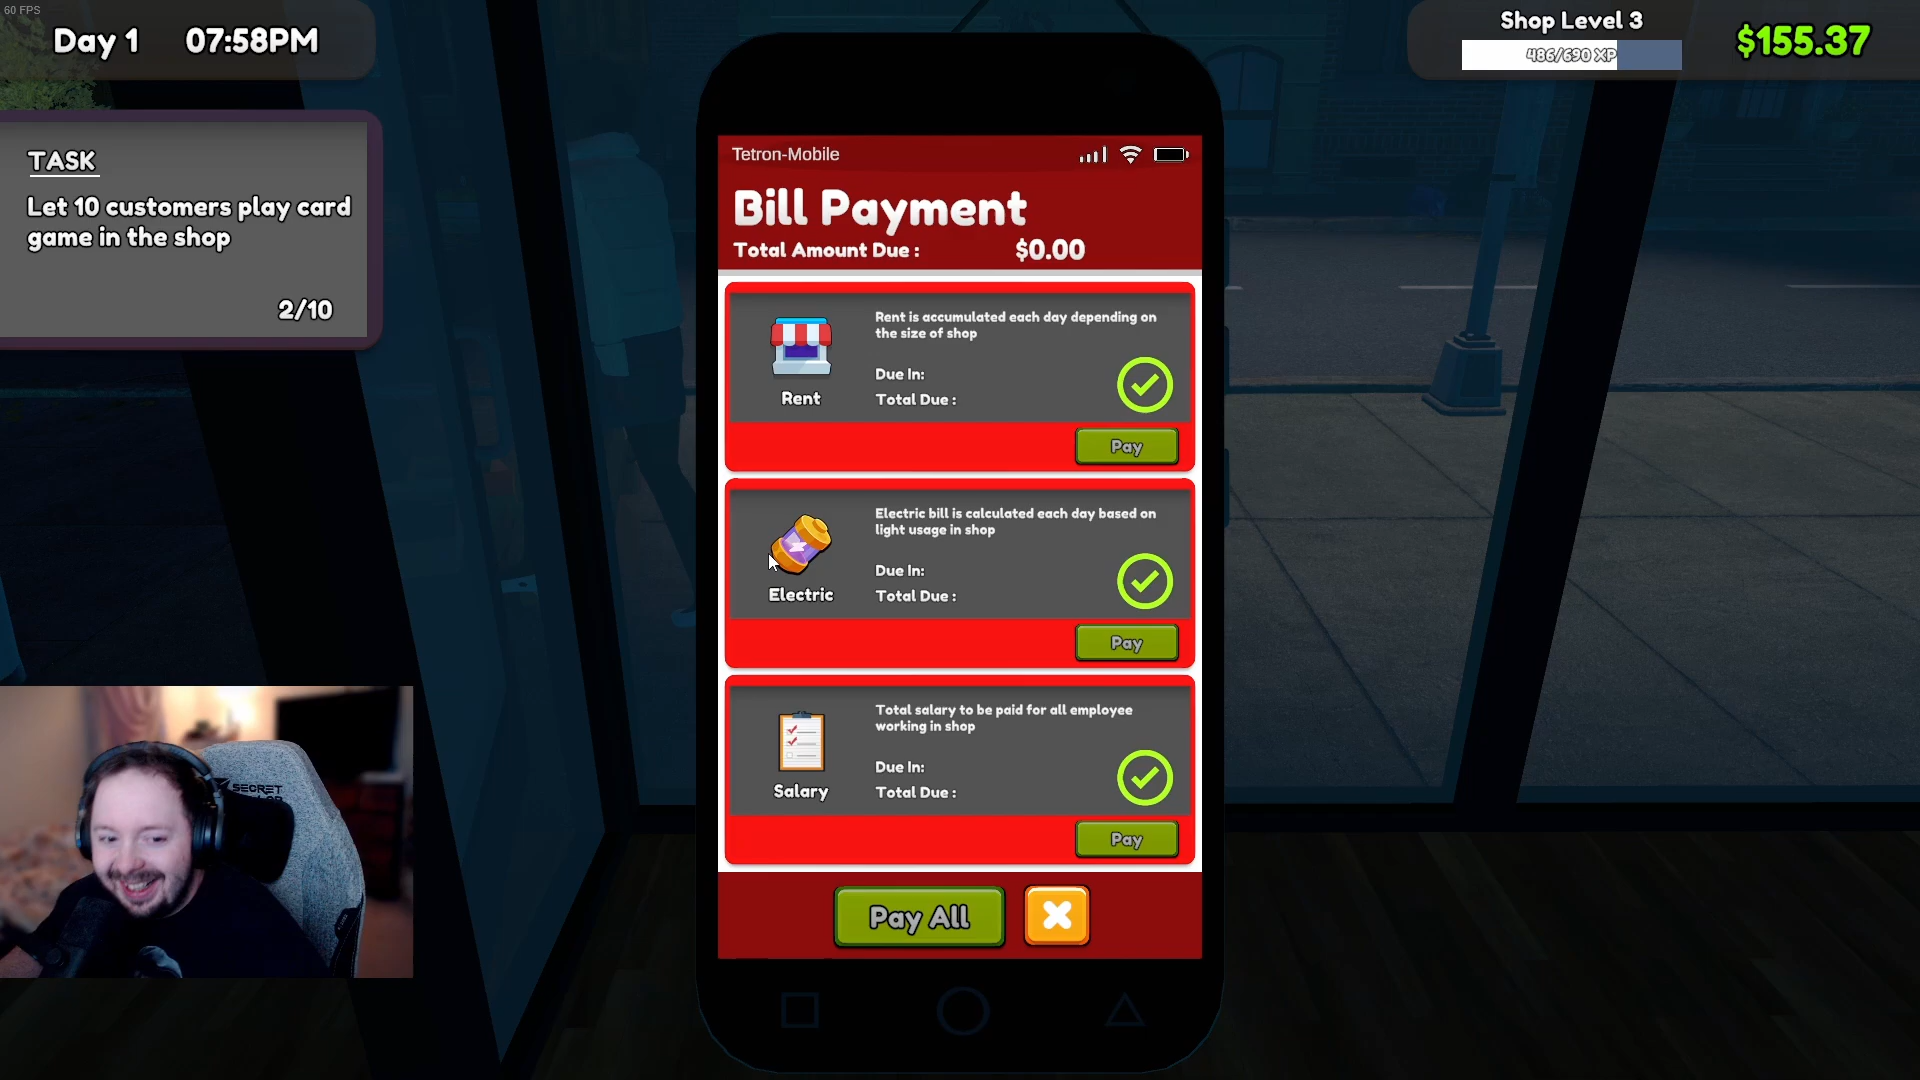 60 FPS
Day 1 07:58PM
Shop Level 3
486/690 XP
$155.37
TASK
Let 10 customers play card
game in the shop
2/10
Tetron-Mobile
Bill Payment
Total Amount Due : $0.00
Rent is accumulated each day depending on
the size of shop
Due In:
Total Due :
Rent
Pay
Electric bill is calculated each day based on
light usage in shop
Due In:
Total Due :
Electric
Pay
Total salary to be paid for all employee
working in shop
Due In:
Total Due :
Salary
Pay
Pay All
SECRET